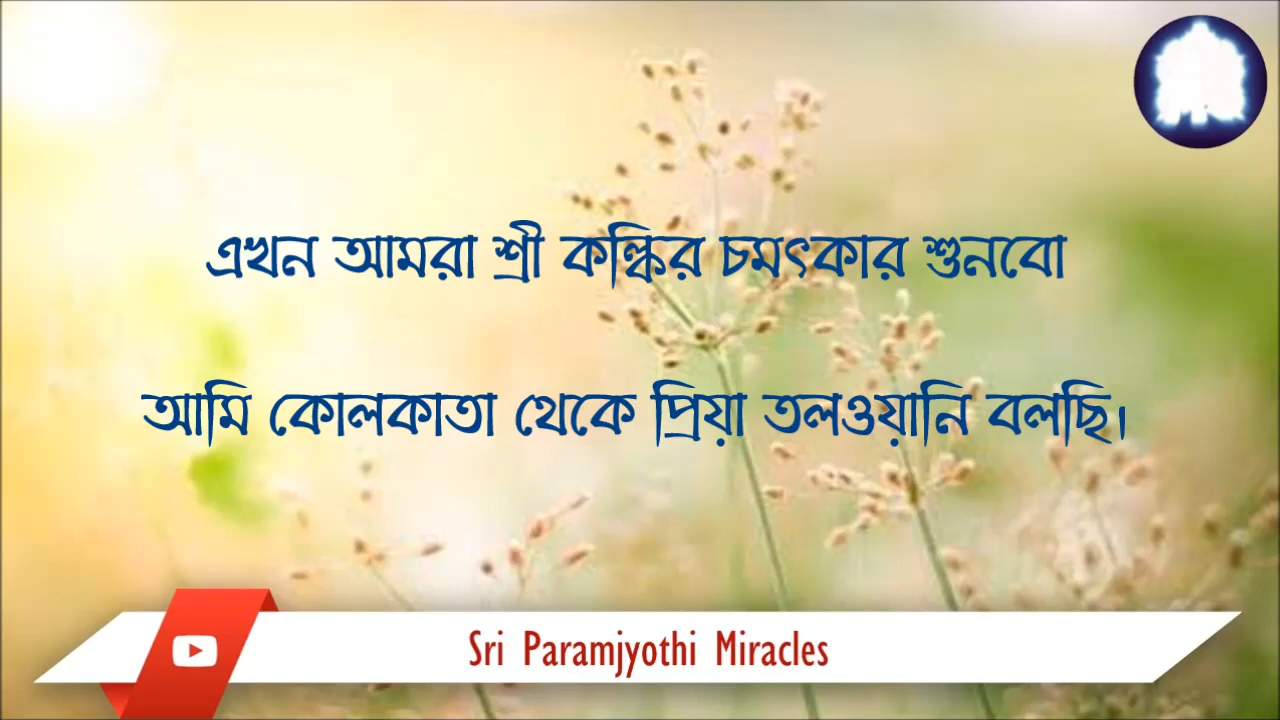 এখন আমরা শ্রী কল্কির চমৎকার শুনবো
আমি কোলকাতা থেকে প্রিয়া তলওয়ানি বলছি।
Sri Paramjyothi Miracles